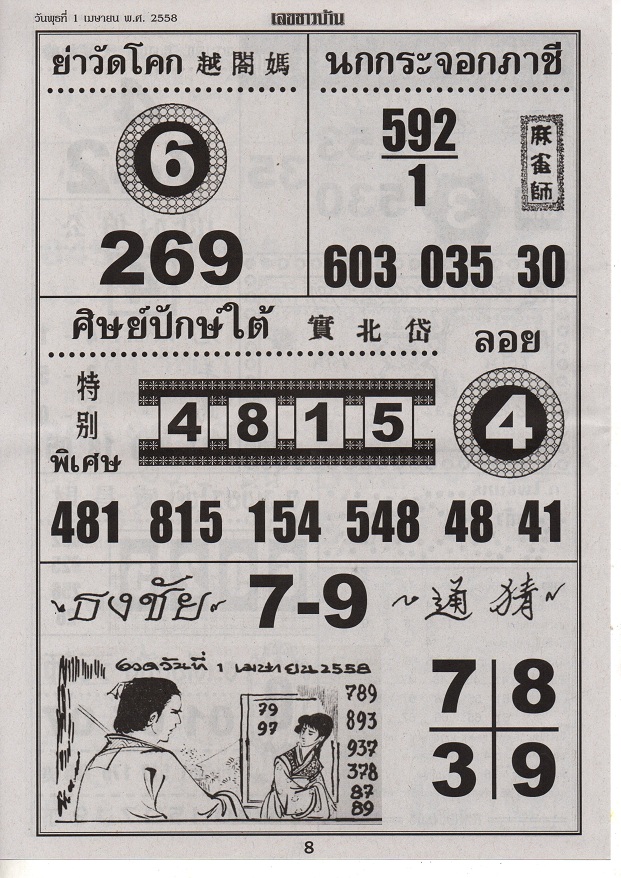 วันพุธที่ 1 เมษายน พ.ศ. 2558
เลขชาวบ้าน
ย่าวัดโคก 越閣媽
6
269
นกกระจอกภาชี
592
1
麻雀師
603 035 30
ศิษย์ปักษ์ใต้ 實北岱
ลอย
特别
พิเศษ
4 8 1 5
4
481 815 154 548 48 41
ธงชัย 7-9 通猜
งวดวันที่ 1 เมษายน 2558
79
97
789
893
937
378
87
89
7 8
3 9
8